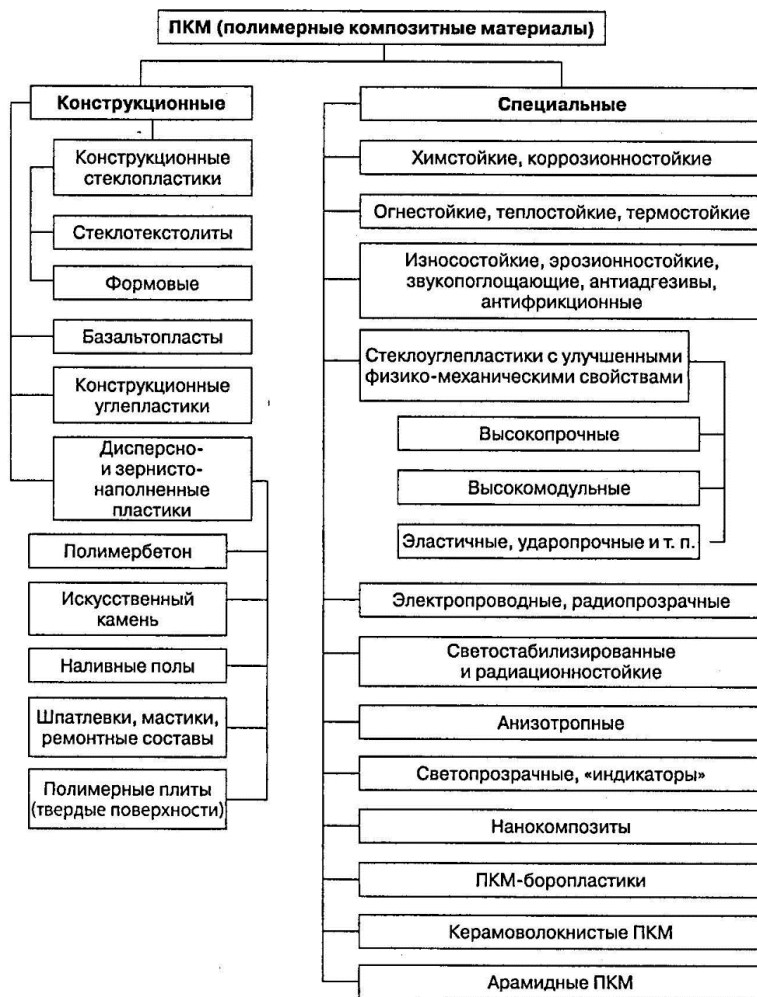 ПКМ (полимерные композитные материалы)
Конструкционные
Конструкционные
стеклопластики
Стеклотекстолиты
Формовые
Базальтопласты
Конструкционные
углепластики
Дисперсно-
и зернисто-
наполненные
пластики
Полимербетон
Искусственный
камень
Наливные полы
Шпатлевки, мастики,
ремонтные составы
Полимерные плиты
(твердые поверхности)
Специальные
Химстойкие, коррозионностойкие
Огнестойкие, теплостойкие, термостойкие
Износостойкие, эрозионностойкие,
звукопоглощающие, антиадгезивы,
антифрикционные
Стеклоуглепластики с улучшенными
физико-механическими свойствами
Высокопрочные
Высокомодульные
Эластичные, ударопрочные и т. п.
Электропроводные, радиопрозрачные
Светостабилизированные
и радиационностойкие
Анизотропные
Светопрозрачные, «индикаторы»
Нанокомпозиты
ПКМ-боропластики
Керамоволокнистые ПКМ
Арамидные ПКМ